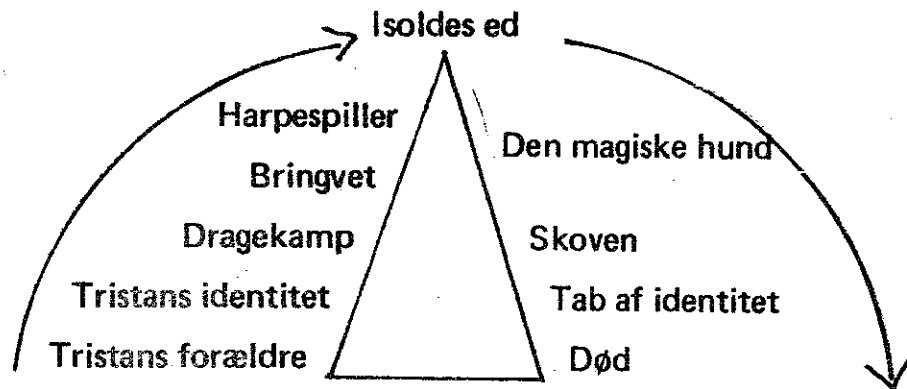 Isoldes ed
Harpespiller
Bringvet
Dragekamp
Tristans identitet
Tristans forældre
Den magiske hund
Skoven
Tab af identitet
Død